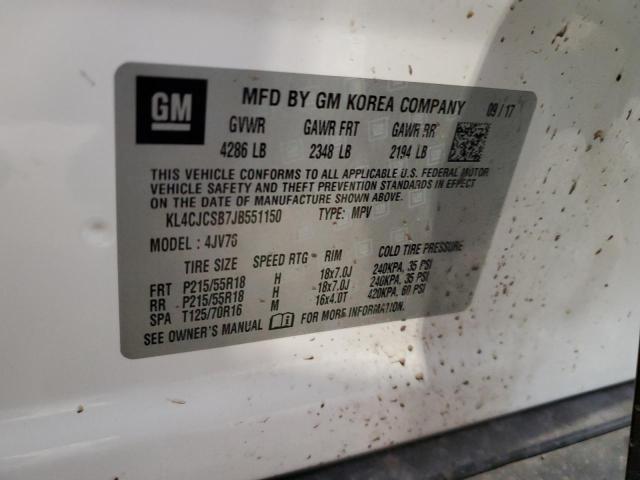 GM
MFD BY GM KOREA COMPANY 09/17
GVWR GAWR FRT GAWR RR
4286 LB 2348 LB 2194 LB
THIS VEHICLE CONFORMS TO ALL APPLICABLE U.S. FEDERAL MOTOR
VEHICLE SAFETY AND THEFT PREVENTION STANDARDS IN EFFECT
ON THE DATE OF MANUFACTURE SHOWN ABOVE.
KL4CJCSB7JB551150 TYPE: MPV
MODEL: 4JV76
TIRE SIZE SPEED RTG RIM COLD TIRE PRESSURE
FRT P215/55R18 H 18x7.0J 240KPA, 35 PSI
RR P215/55R18 H 18x7.0J 240KPA, 35 PSI
SPA T125/70R16 M 16x4.0T 420KPA, 60 PSI
SEE OWNER'S MANUAL FOR MORE INFORMATION.